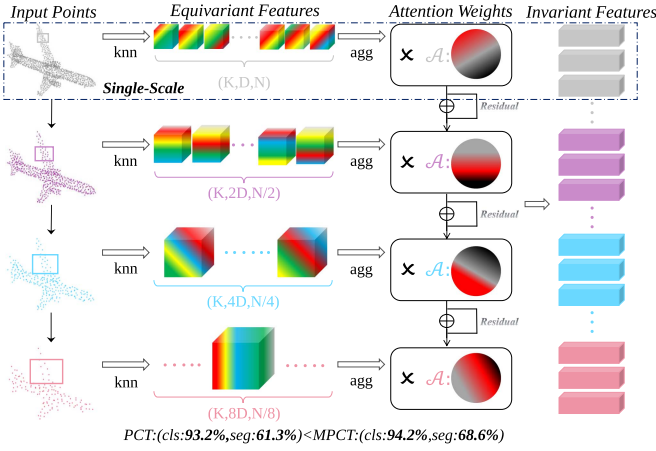 Input Points Equivariant Features Attention Weights Invariant Features
knn agg × 𝒜:
Single-Scale (K,D,N)
Residual
knn agg × 𝒜:
(K,2D,N/2)
Residual
knn agg × 𝒜:
(K,4D,N/4)
Residual
knn agg × 𝒜:
(K,8D,N/8)
PCT:(cls:93.2%,seg:61.3%)<MPCT:(cls:94.2%,seg:68.6%)